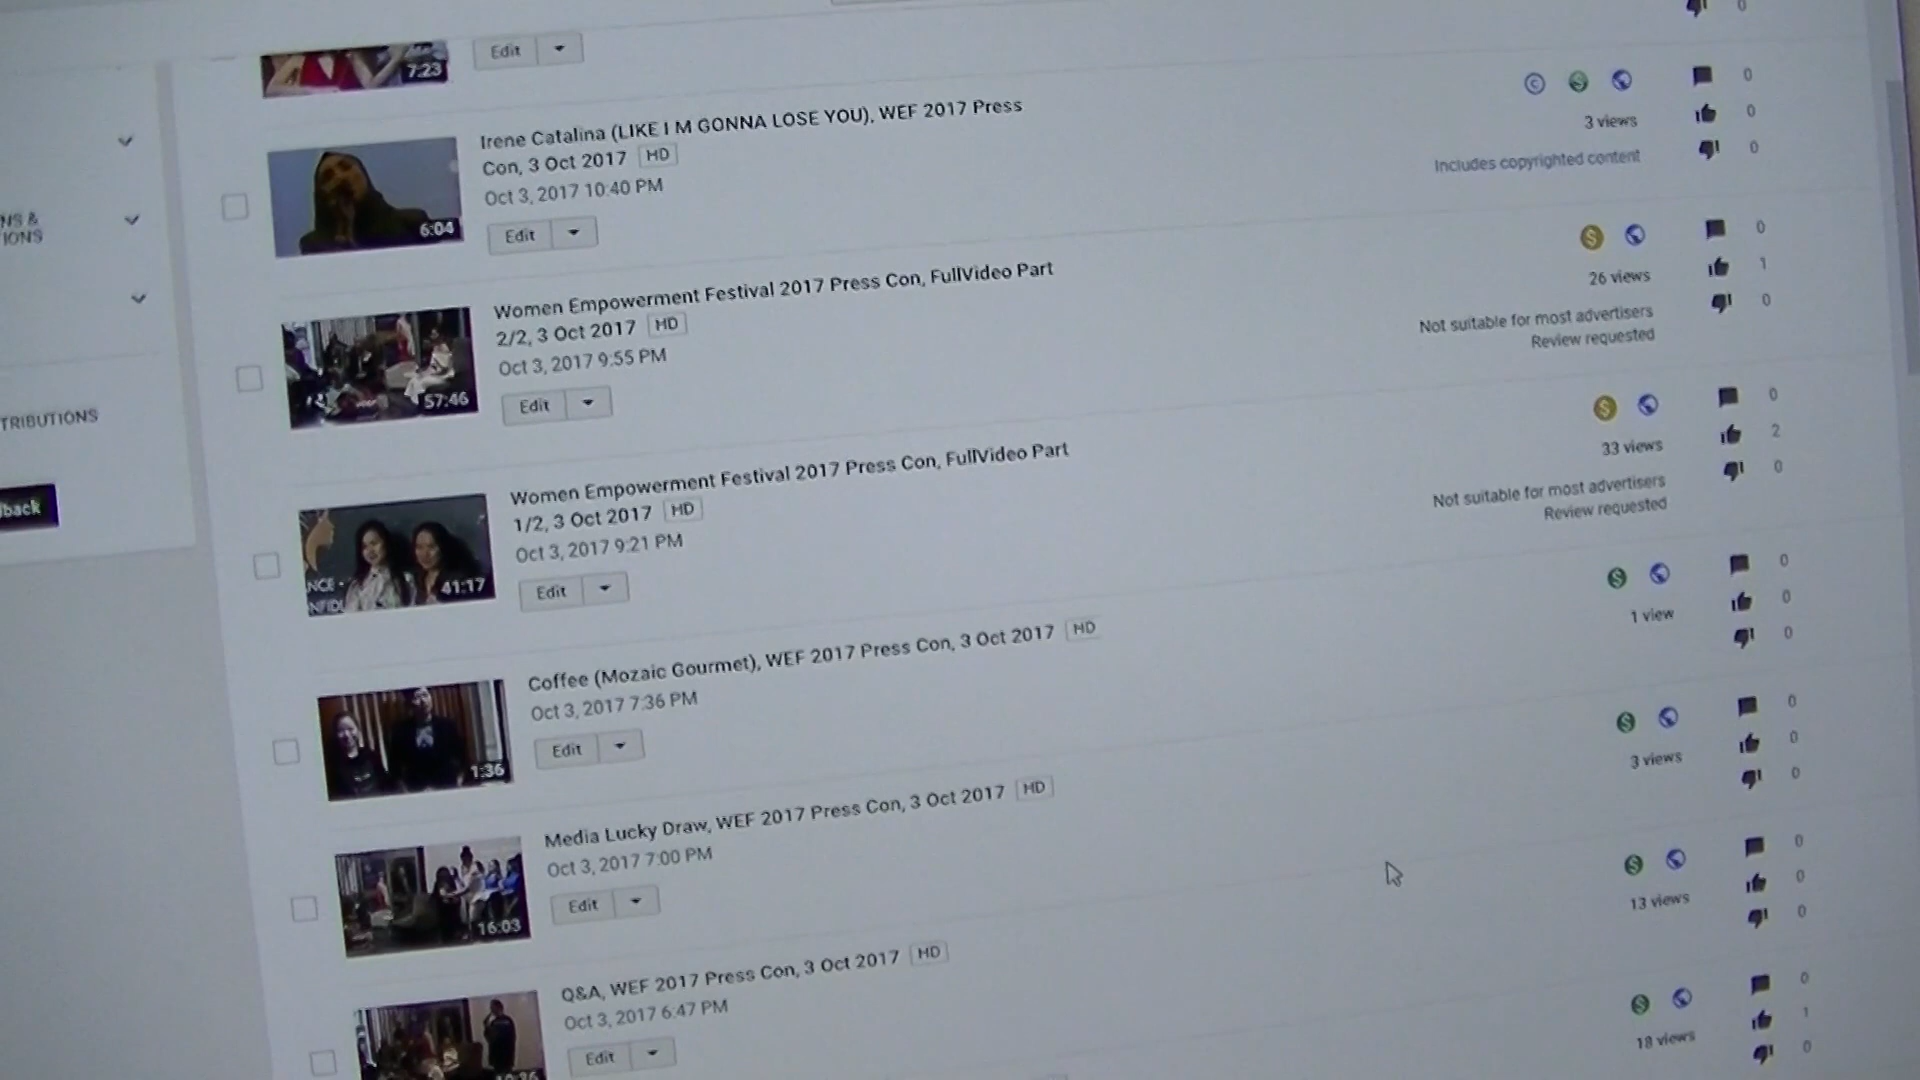 0
7:23
Edit
Irene Catalina (LIKE I M GONNA LOSE YOU), WEF 2017 Press
Con, 3 Oct 2017 HD
Oct 3, 2017 10:40 PM
6:04
Edit
3 views
Includes copyrighted content
0
0
0
NS &
IONS
Women Empowerment Festival 2017 Press Con, FullVideo Part
2/2, 3 Oct 2017 HD
Oct 3, 2017 9:55 PM
57:46
Edit
26 views
Not suitable for most advertisers
Review requested
0
1
0
TRIBUTIONS
back
Women Empowerment Festival 2017 Press Con, FullVideo Part
1/2, 3 Oct 2017 HD
Oct 3, 2017 9:21 PM
NCE -
NFID
41:17
Edit
33 views
Not suitable for most advertisers
Review requested
0
2
0
Coffee (Mozaic Gourmet), WEF 2017 Press Con, 3 Oct 2017 HD
Oct 3, 2017 7:36 PM
1:36
Edit
1 view
0
0
0
Media Lucky Draw, WEF 2017 Press Con, 3 Oct 2017 HD
Oct 3, 2017 7:00 PM
16:03
Edit
3 views
0
0
0
Q&A, WEF 2017 Press Con, 3 Oct 2017 HD
Oct 3, 2017 6:47 PM
Edit
13 views
0
0
0
18 views
0
1
0